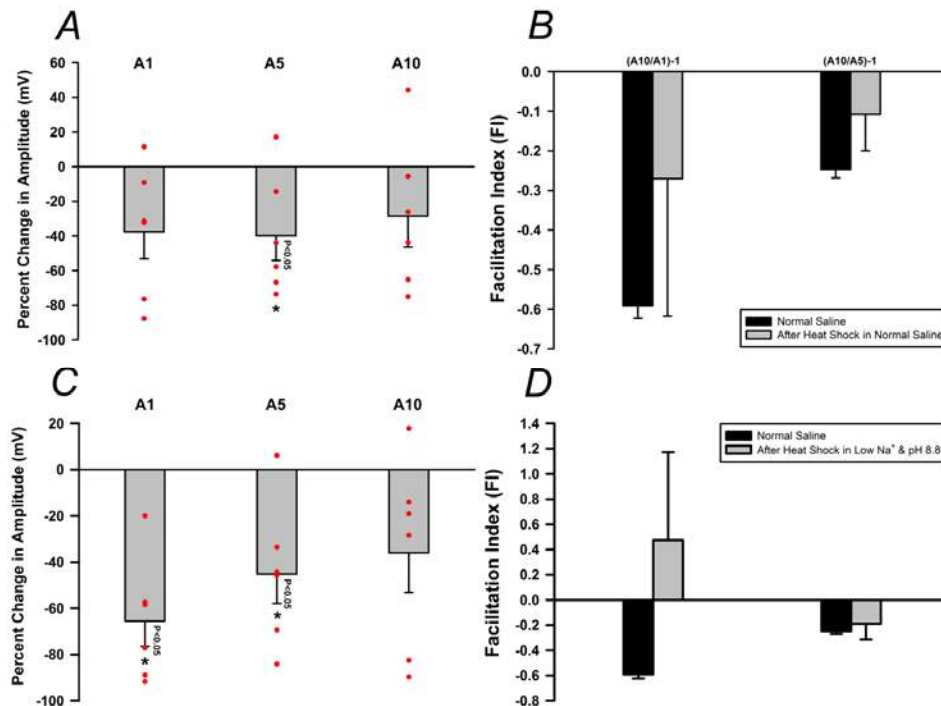 A
A1 A5 A10
Percent Change in Amplitude (mV)
60
40
20
0
-20
-40
-60
-80
-100
P<0.05
*
B
(A10/A1)-1 (A10/A5)-1
Facilitation Index (FI)
0.0
-0.1
-0.2
-0.3
-0.4
-0.5
-0.6
-0.7
Normal Saline
After Heat Shock in Normal Saline
C
A1 A5 A10
Percent Change in Amplitude (mV)
20
0
-20
-40
-60
-80
-100
P<0.05
*
P<0.05
*
D
Facilitation Index (FI)
1.4
1.2
1.0
0.8
0.6
0.4
0.2
0.0
-0.2
-0.4
-0.6
-0.8
Normal Saline
After Heat Shock in Low Na⁺ & pH 8.8